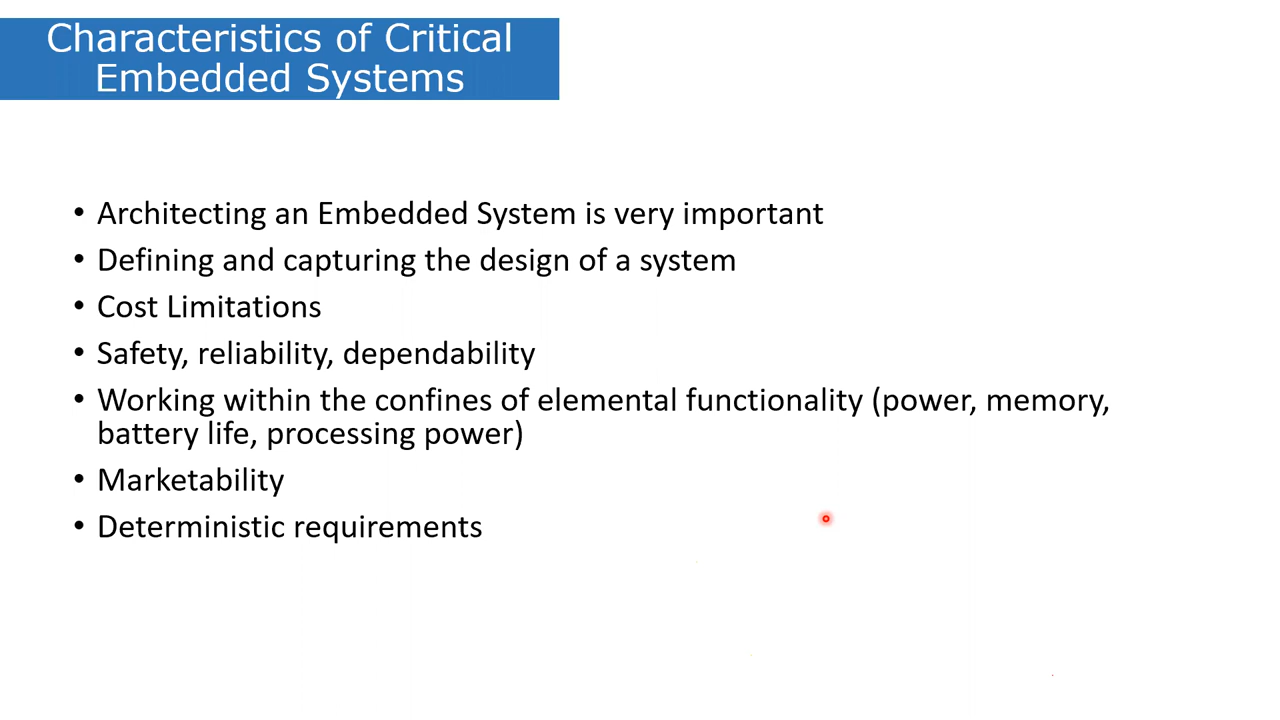 Characteristics of Critical
Embedded Systems
• Architecting an Embedded System is very important
• Defining and capturing the design of a system
• Cost Limitations
• Safety, reliability, dependability
• Working within the confines of elemental functionality (power, memory,
battery life, processing power)
• Marketability
• Deterministic requirements